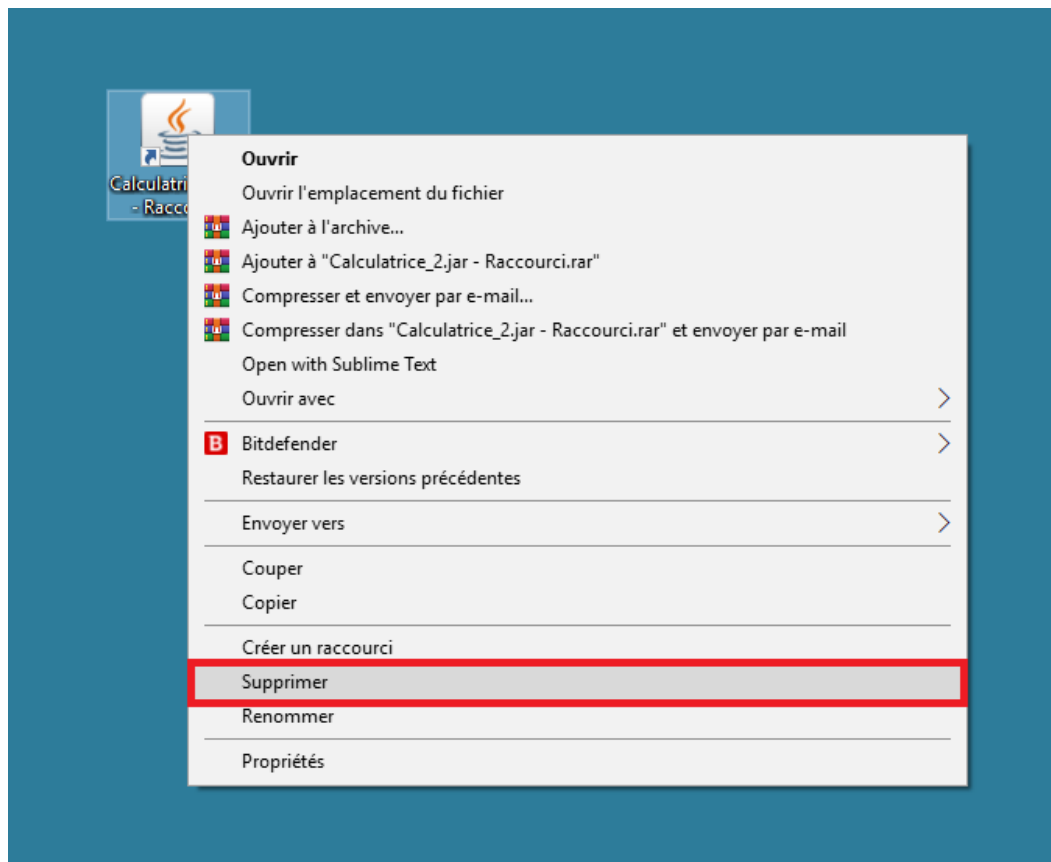 Calculatri
- Racco
Ouvrir
Ouvrir l'emplacement du fichier
Ajouter à l'archive...
Ajouter à "Calculatrice_2.jar - Raccourci.rar"
Compresser et envoyer par e-mail...
Compresser dans "Calculatrice_2.jar - Raccourci.rar" et envoyer par e-mail
Open with Sublime Text
Ouvrir avec
B Bitdefender
Restaurer les versions précédentes
Envoyer vers
Couper
Copier
Créer un raccourci
Supprimer
Renommer
Propriétés